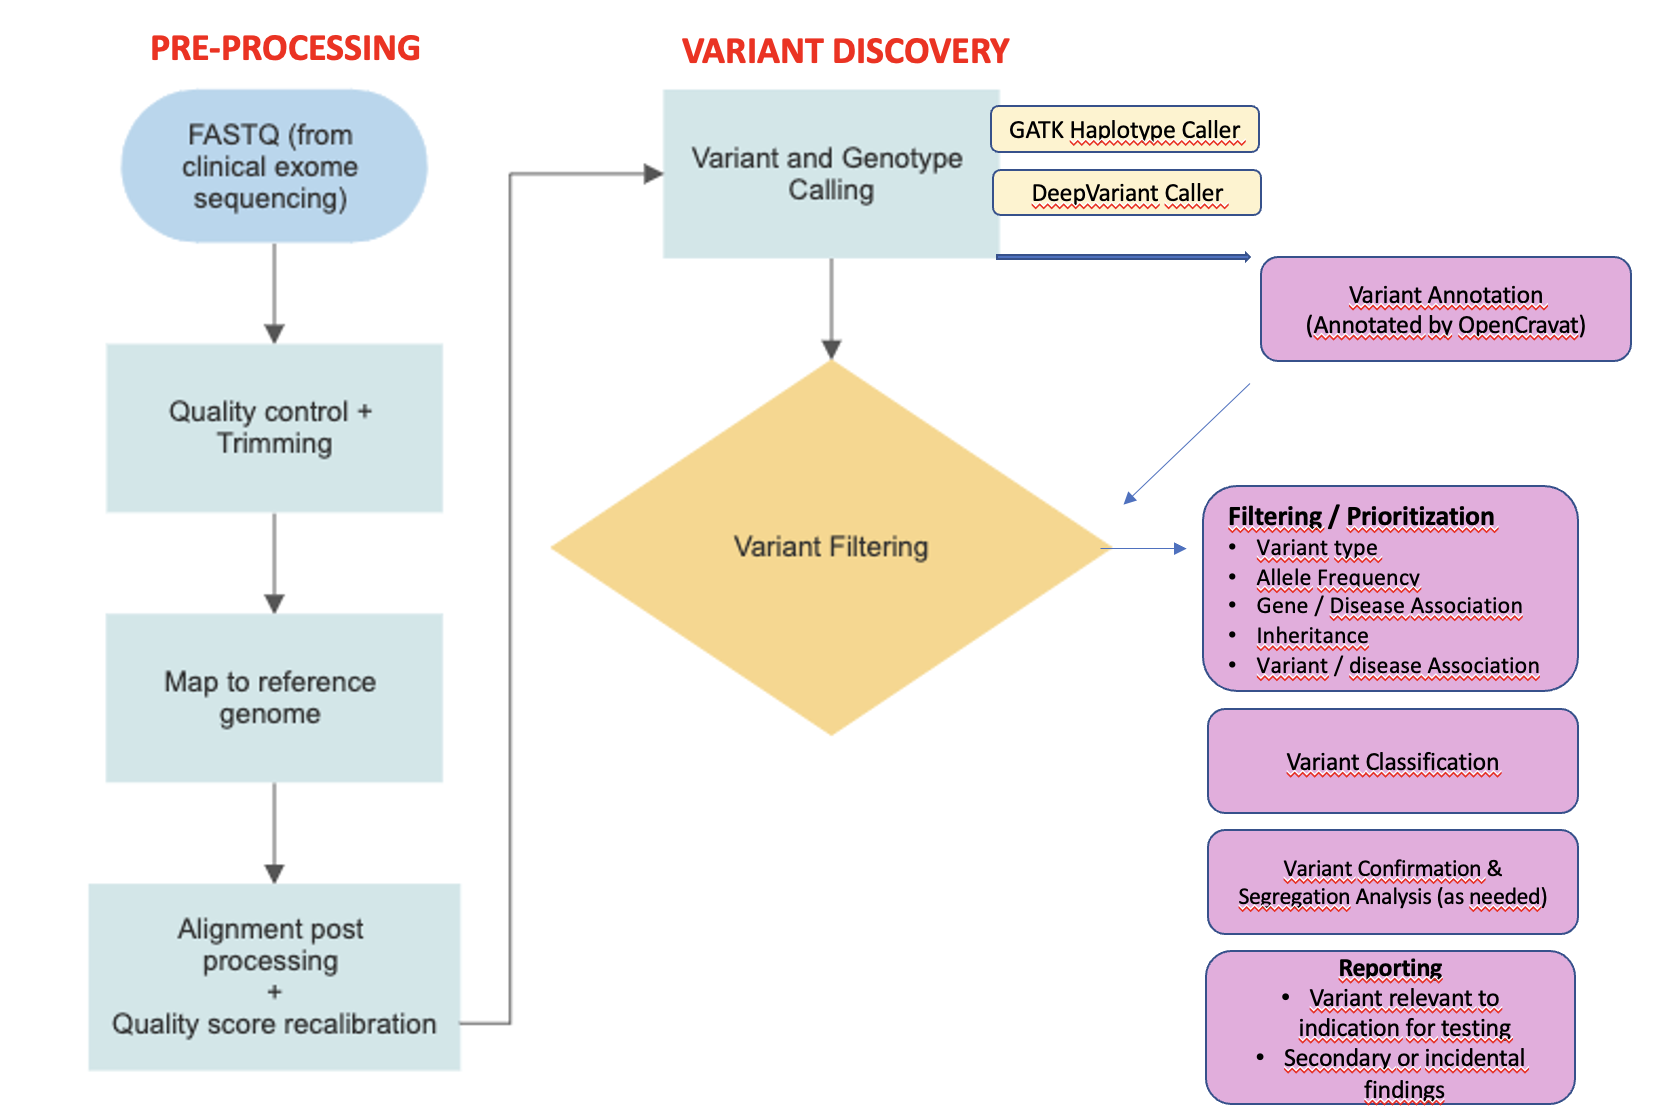 PRE-PROCESSING
FASTQ (from
clinical exome
sequencing)
Quality control +
Trimming
Map to reference
genome
Alignment post
processing
+
Quality score recalibration
VARIANT DISCOVERY
Variant and Genotype
Calling
GATK Haplotype Caller
DeepVariant Caller
Variant Filtering
Variant Annotation
(Annotated by OpenCravat)
Filtering / Prioritization
• Variant type
• Allele Frequency
• Gene / Disease Association
• Inheritance
• Variant / disease Association
Variant Classification
Variant Confirmation &
Segregation Analysis (as needed)
Reporting
• Variant relevant to
indication for testing
• Secondary or incidental
findings